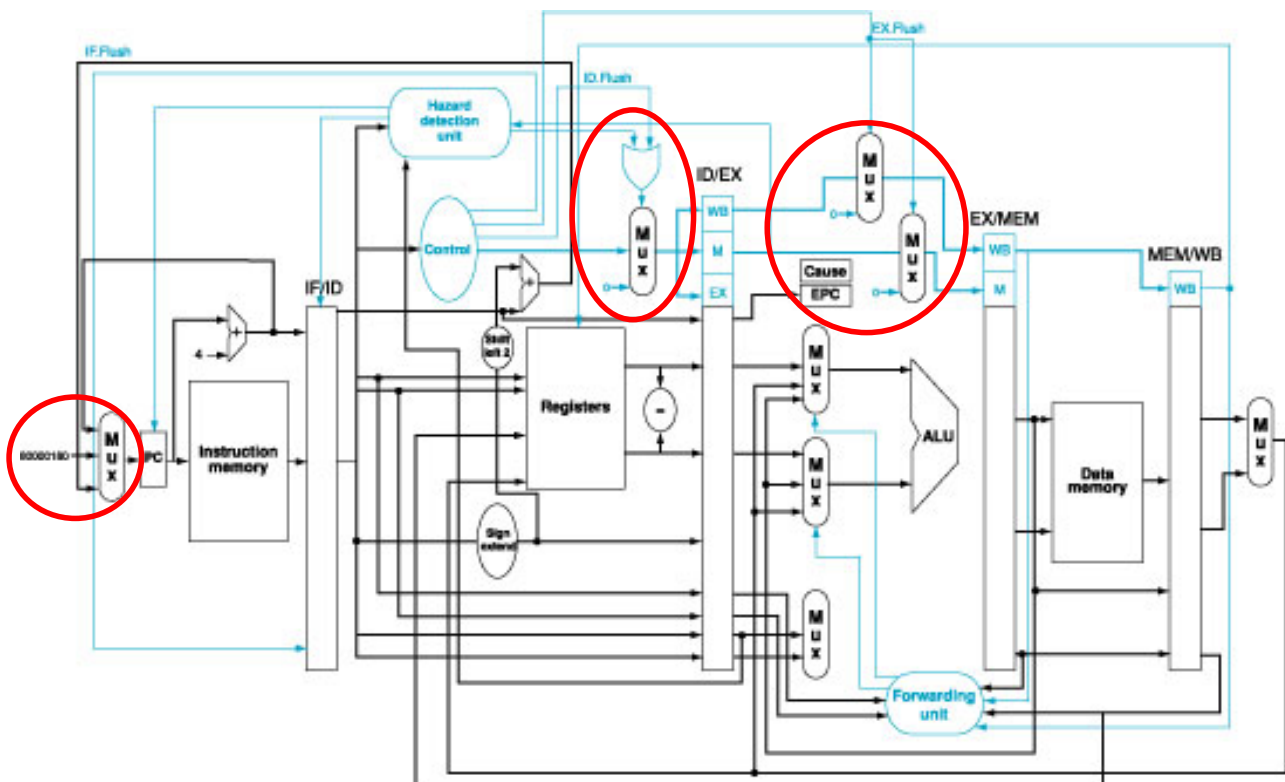 EX.Flush
IF.Flush
ID.Flush
Hazard
detection
unit
M
u
x
ID/EX
WB
M
u
x
EX/MEM
Control
M
u
x
M
M
u
x
WB
MEM/WB
Cause
IF/ID
0
EX
EPC
0
M
WB
+
+
4
Shift
left 2
M
u
x
Registers
=
M
u
x
PC
Instruction
memory
ALU
M
u
x
M
u
x
Data
memory
Sign
extend
M
u
x
Forwarding
unit